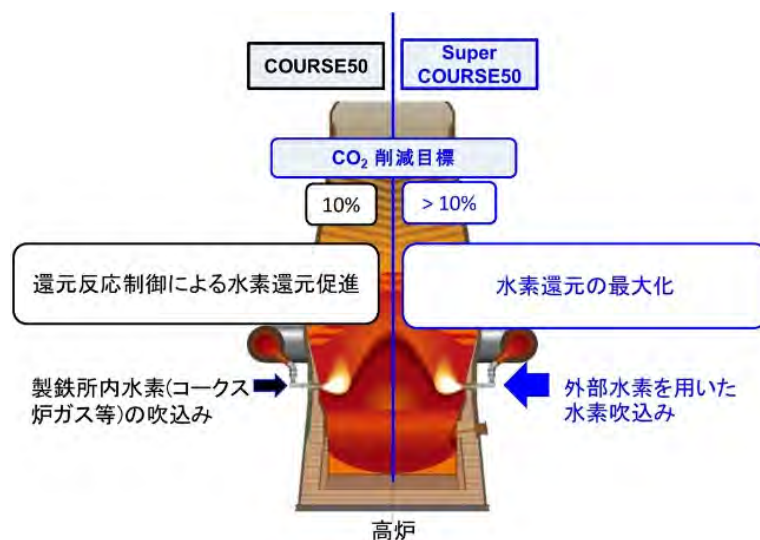 COURSE50
Super
COURSE50
CO₂ 削減目標
10%
> 10%
還元反応制御による水素還元促進
水素還元の最大化
製鉄所内水素(コークス
炉ガス等)の吹込み
外部水素を用いた
水素吹込み
高炉